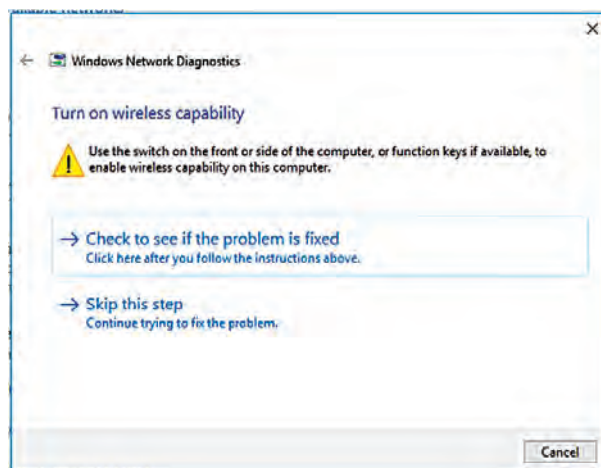 Windows Network Diagnostics
Turn on wireless capability
Use the switch on the front or side of the computer, or function keys if available, to
enable wireless capability on this computer.
Check to see if the problem is fixed
Click here after you follow the instructions above.
Skip this step
Continue trying to fix the problem.
Cancel